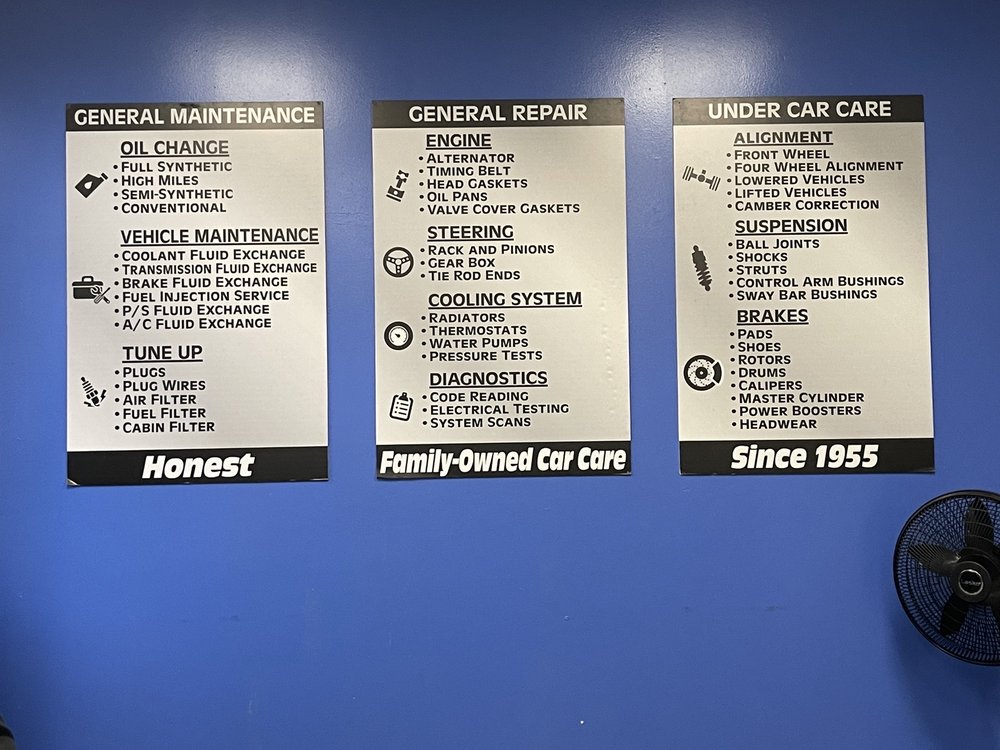 GENERAL MAINTENANCE
OIL CHANGE
• FULL SYNTHETIC
• HIGH MILES
• SEMI-SYNTHETIC
• CONVENTIONAL
VEHICLE MAINTENANCE
• COOLANT FLUID EXCHANGE
• TRANSMISSION FLUID EXCHANGE
• BRAKE FLUID EXCHANGE
• FUEL INJECTION SERVICE
• P/S FLUID EXCHANGE
• A/C FLUID EXCHANGE
TUNE UP
• PLUGS
• PLUG WIRES
• AIR FILTER
• FUEL FILTER
• CABIN FILTER
Honest
GENERAL REPAIR
ENGINE
• ALTERNATOR
• TIMING BELT
• HEAD GASKETS
• OIL PANS
• VALVE COVER GASKETS
STEERING
• RACK AND PINIONS
• GEAR BOX
• TIE ROD ENDS
COOLING SYSTEM
• RADIATORS
• THERMOSTATS
• WATER PUMPS
• PRESSURE TESTS
DIAGNOSTICS
• CODE READING
• ELECTRICAL TESTING
• SYSTEM SCANS
Family-Owned Car Care
UNDER CAR CARE
ALIGNMENT
• FRONT WHEEL
• FOUR WHEEL ALIGNMENT
• LOWERED VEHICLES
• LIFTED VEHICLES
• CAMBER CORRECTION
SUSPENSION
• BALL JOINTS
• SHOCKS
• STRUTS
• CONTROL ARM BUSHINGS
• SWAY BAR BUSHINGS
BRAKES
• PADS
• SHOES
• ROTORS
• DRUMS
• CALIPERS
• MASTER CYLINDER
• POWER BOOSTERS
• HEADWEAR
Since 1955
LASKO